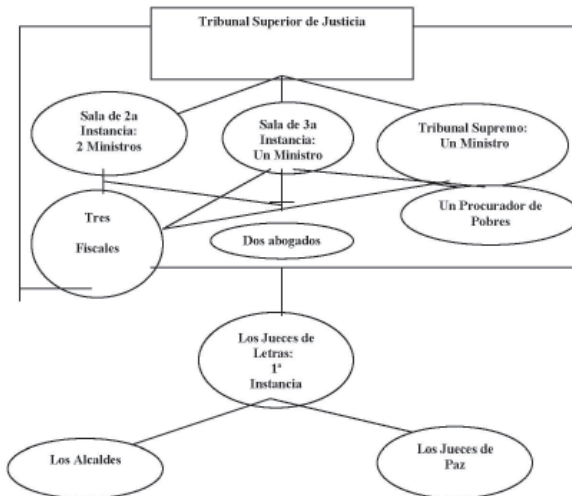 Tribunal Superior de Justicia
Sala de 2a
Instancia:
2 Ministros
Sala de 3a
Instancia:
Un Ministro
Tribunal Supremo:
Un Ministro
Tres
Fiscales
Dos abogados
Un Procurador de
Pobres
Los Jueces de
Letras:
1ª
Instancia
Los Alcaldes
Los Jueces de
Paz